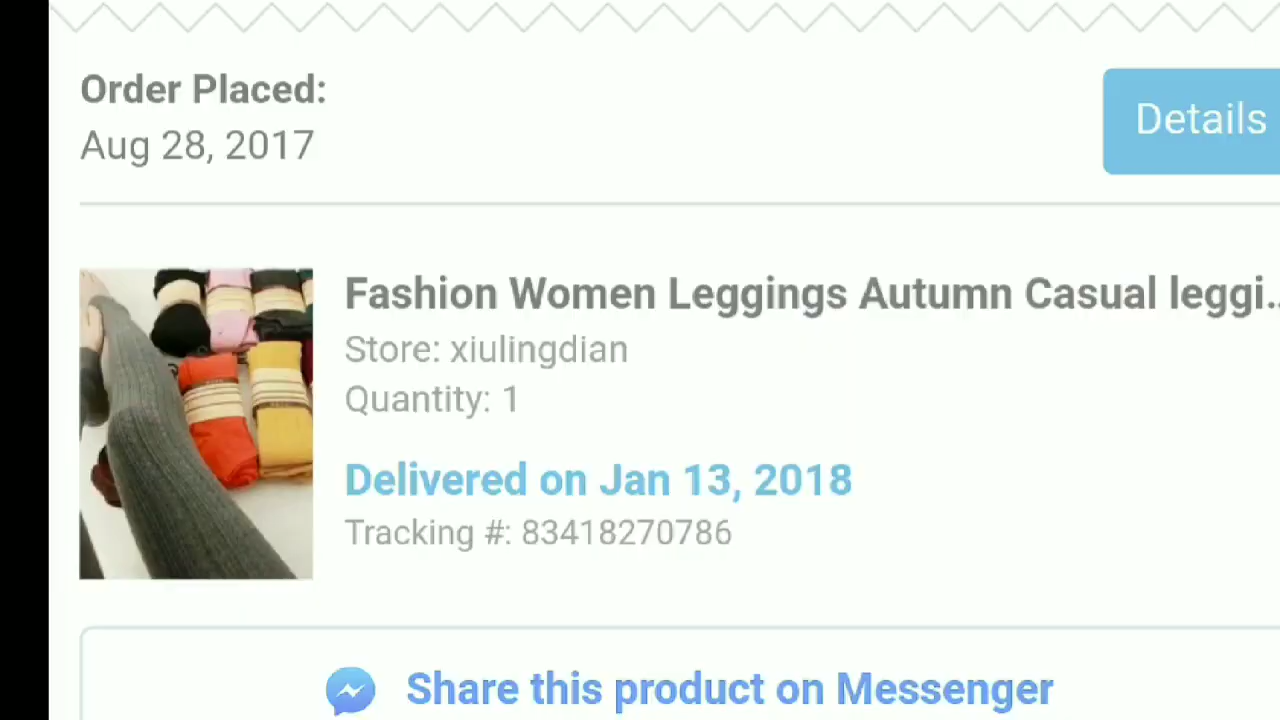 Order Placed:
Aug 28, 2017
Details
Fashion Women Leggings Autumn Casual leggi..
Store: xiulingdian
Quantity: 1
Delivered on Jan 13, 2018
Tracking #: 83418270786
Share this product on Messenger